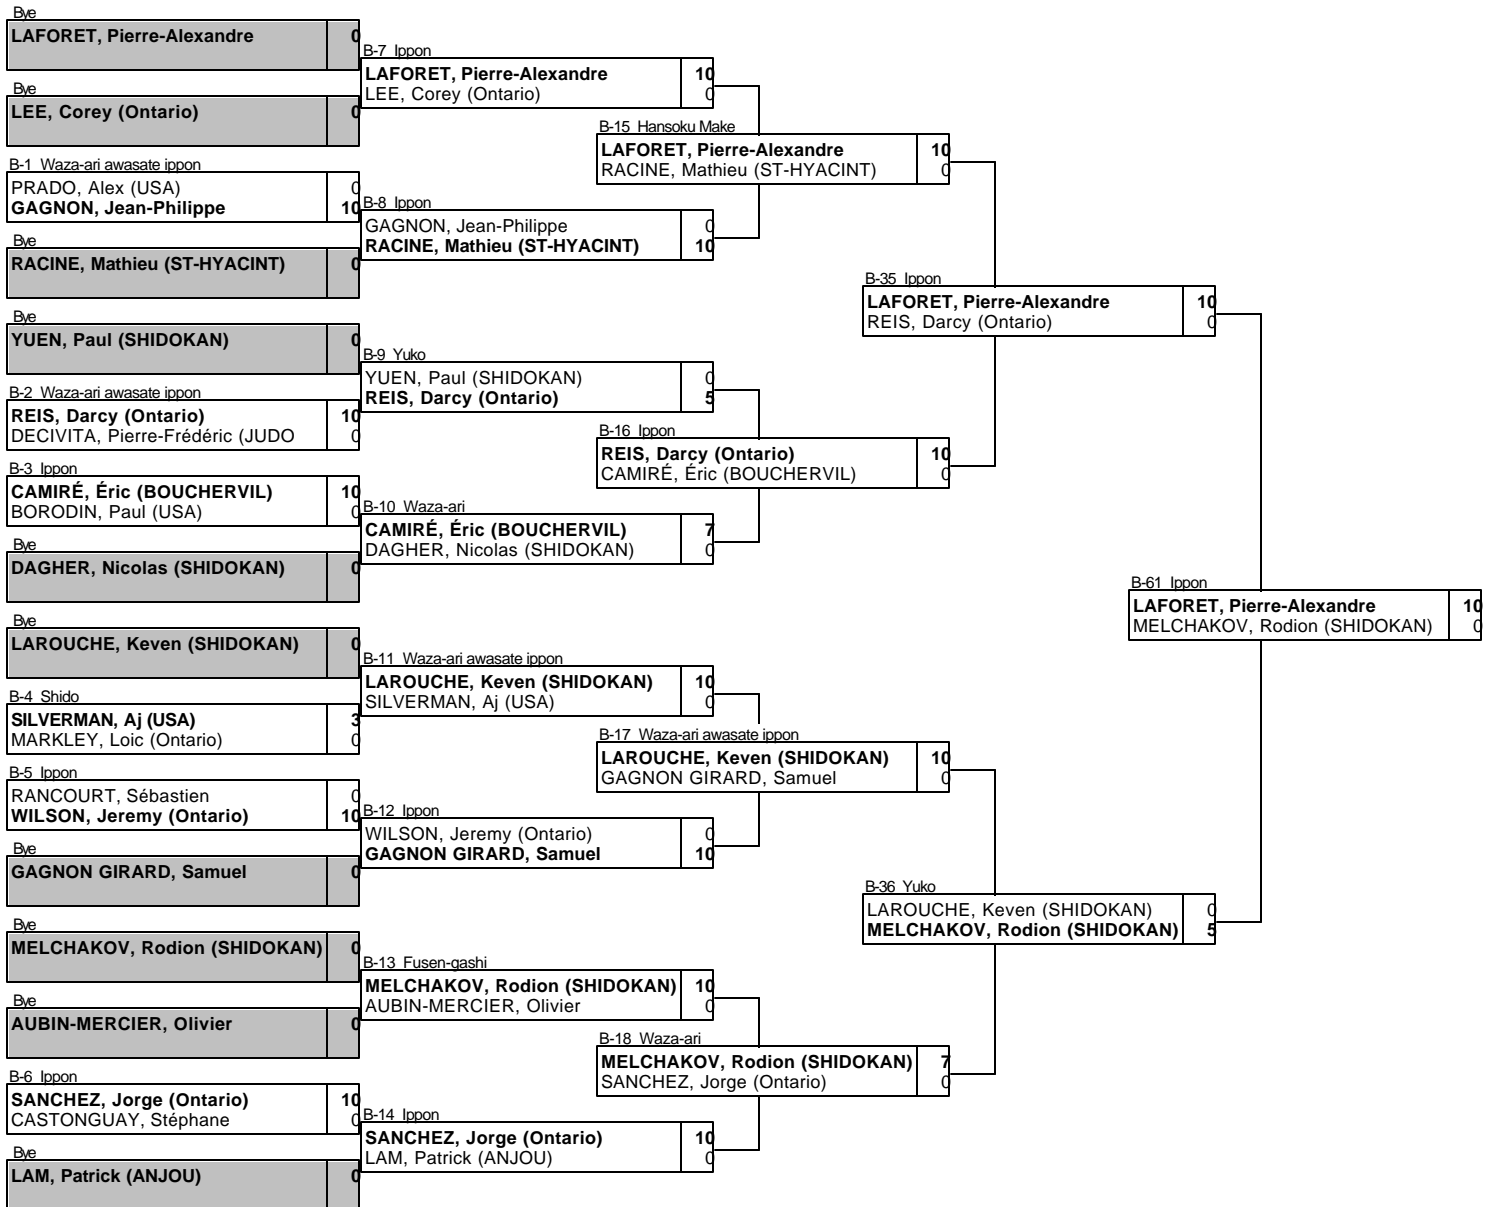 Bye
LAFORET, Pierre-Alexandre 0
Bye
LEE, Corey (Ontario) 0
B-1 Waza-ari awasate ippon
PRADO, Alex (USA) 0
GAGNON, Jean-Philippe 10
Bye
RACINE, Mathieu (ST-HYACINT) 0
Bye
YUEN, Paul (SHIDOKAN) 0
B-2 Waza-ari awasate ippon
REIS, Darcy (Ontario) 10
DECIVITA, Pierre-Frédéric (JUDO 0
B-3 Ippon
CAMIRÉ, Éric (BOUCHERVIL) 10
BORODIN, Paul (USA) 0
Bye
DAGHER, Nicolas (SHIDOKAN) 0
Bye
LAROUCHE, Keven (SHIDOKAN) 0
B-4 Shido
SILVERMAN, Aj (USA) 3
MARKLEY, Loic (Ontario) 0
B-5 Ippon
RANCOURT, Sébastien 0
WILSON, Jeremy (Ontario) 10
Bye
GAGNON GIRARD, Samuel 0
Bye
MELCHAKOV, Rodion (SHIDOKAN) 0
Bye
AUBIN-MERCIER, Olivier 0
B-6 Ippon
SANCHEZ, Jorge (Ontario) 10
CASTONGUAY, Stéphane 0
Bye
LAM, Patrick (ANJOU) 0
B-7 Ippon
LAFORET, Pierre-Alexandre 10
LEE, Corey (Ontario) 0
B-8 Ippon
GAGNON, Jean-Philippe 0
RACINE, Mathieu (ST-HYACINT) 10
B-9 Yuko
YUEN, Paul (SHIDOKAN) 0
REIS, Darcy (Ontario) 5
B-10 Waza-ari
CAMIRÉ, Éric (BOUCHERVIL) 7
DAGHER, Nicolas (SHIDOKAN) 0
B-11 Waza-ari awasate ippon
LAROUCHE, Keven (SHIDOKAN) 10
SILVERMAN, Aj (USA) 0
B-12 Ippon
WILSON, Jeremy (Ontario) 0
GAGNON GIRARD, Samuel 10
B-13 Fusen-gashi
MELCHAKOV, Rodion (SHIDOKAN) 10
AUBIN-MERCIER, Olivier 0
B-14 Ippon
SANCHEZ, Jorge (Ontario) 10
LAM, Patrick (ANJOU) 0
B-15 Hansoku Make
LAFORET, Pierre-Alexandre 10
RACINE, Mathieu (ST-HYACINT) 0
B-16 Ippon
REIS, Darcy (Ontario) 10
CAMIRÉ, Éric (BOUCHERVIL) 0
B-17 Waza-ari awasate ippon
LAROUCHE, Keven (SHIDOKAN) 10
GAGNON GIRARD, Samuel 0
B-18 Waza-ari
MELCHAKOV, Rodion (SHIDOKAN) 7
SANCHEZ, Jorge (Ontario) 0
B-35 Ippon
LAFORET, Pierre-Alexandre 10
REIS, Darcy (Ontario) 0
B-36 Yuko
LAROUCHE, Keven (SHIDOKAN) 0
MELCHAKOV, Rodion (SHIDOKAN) 5
B-61 Ippon
LAFORET, Pierre-Alexandre 10
MELCHAKOV, Rodion (SHIDOKAN) 0